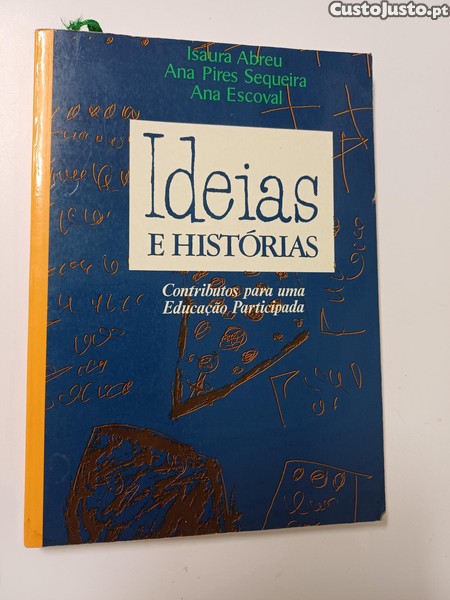 CustoJusto.pt
Isaura Abreu
Ana Pires Sequeira
Ana Escoval
Ideias
E HISTÓRIAS
Contributos para uma
Educação Participada